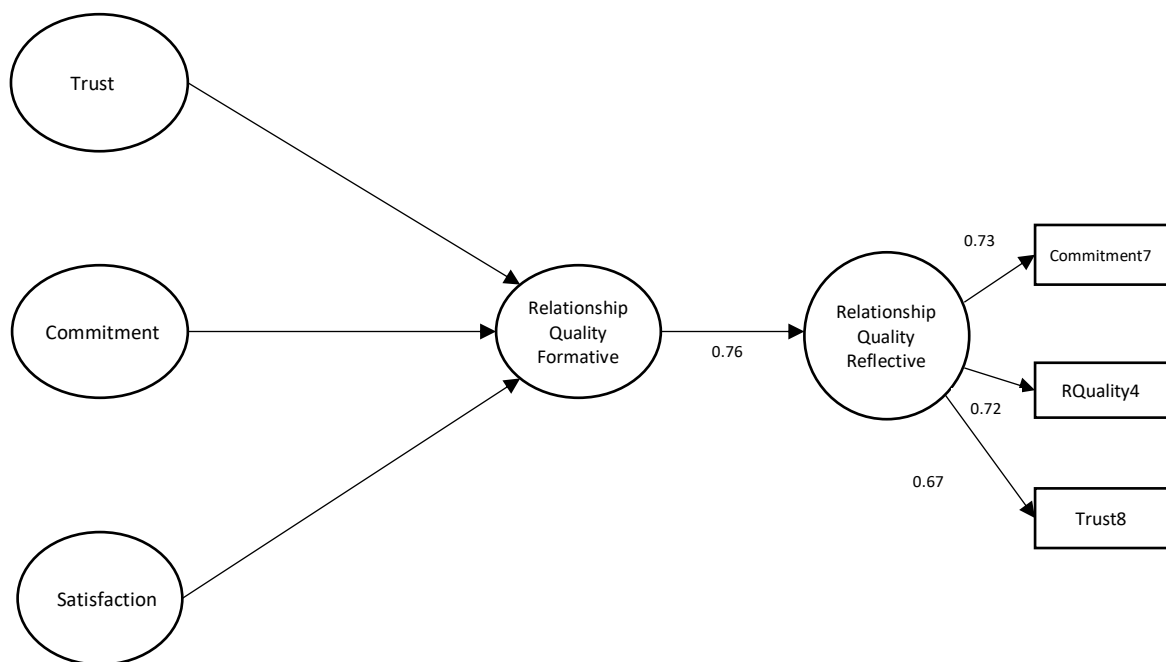 Trust
Commitment
Satisfaction
Relationship
Quality
Formative
0.76
Relationship
Quality
Reflective
0.73
0.72
0.67
Commitment7
RQuality4
Trust8